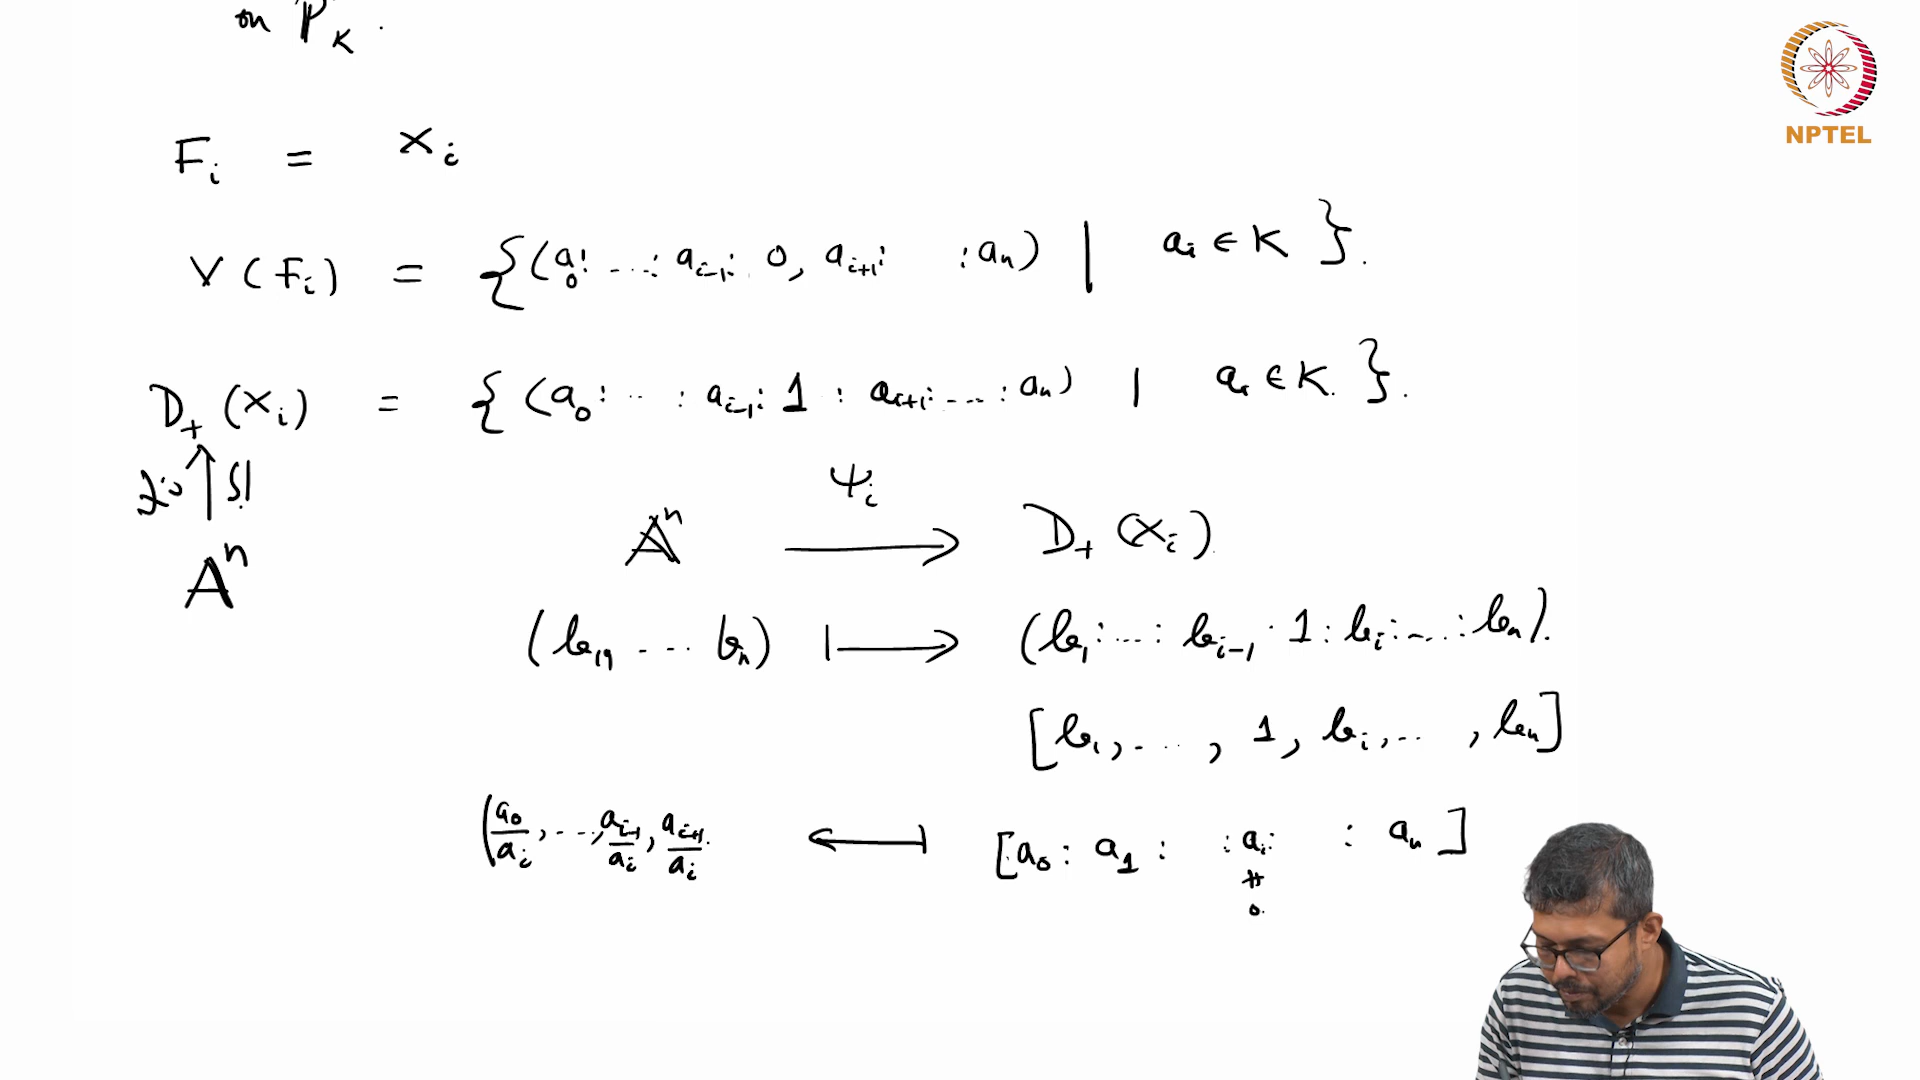 on ℙ_K .
NPTEL
F_i = X_i
V(F_i) = {(a_0: ...: a_{i-1}: 0, a_{i+1}: :a_n) | a_i ∈ K}.
D_+(X_i) = {(a_0: ... : a_{i-1}: 1 : a_{i+1}: ... :a_n) | a_i ∈ K. }.
𝔸^n
ψ_i
𝔸^n ⟶ D_+(X_i).
(b_1, ... b_n) ⟼ (b_1: ...: b_{i-1} : 1 : b_i: ... : b_n).
[b_1, ... , 1, b_i, ... , b_n]
(a_0/a_i, ..., a_{i-1}/a_i, a_{i+1}/a_i. ⟻ [a_0: a_1: :a_i: : a_n]
≠
0.